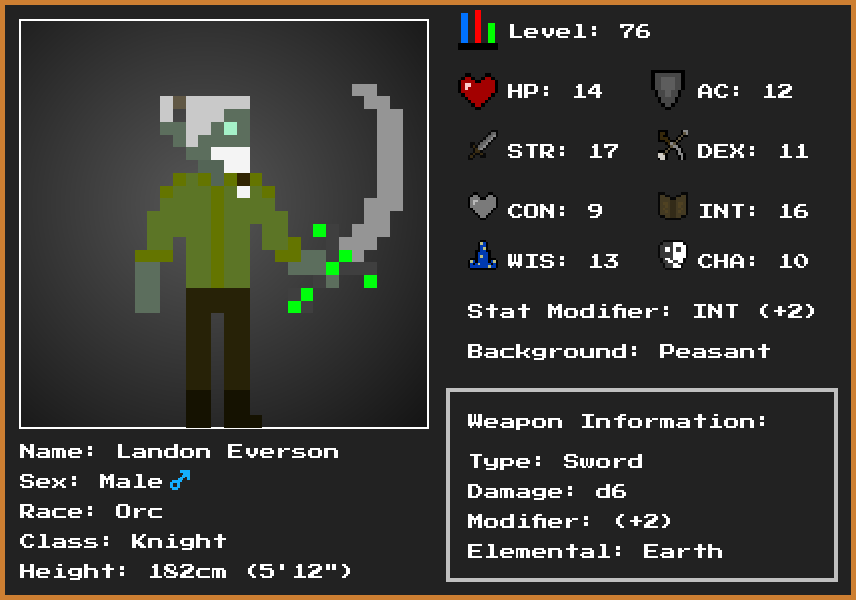 Level: 76
HP: 14 AC: 12
STR: 17 DEX: 11
CON: 9 INT: 16
WIS: 13 CHA: 10
Stat Modifier: INT (+2)
Background: Peasant
Weapon Information:
Type: Sword
Damage: d6
Modifier: (+2)
Elemental: Earth
Name: Landon Everson
Sex: Male ♂
Race: Orc
Class: Knight
Height: 182cm (5'12")